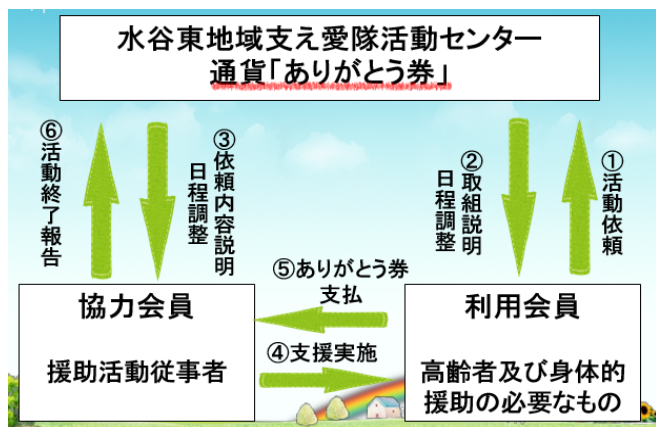 水谷東地域支え愛隊活動センター
通貨「ありがとう券」
⑥活動終了報告
③依頼内容説明
日程調整
②取組説明
日程調整
①活動依頼
⑤ありがとう券
支払
④支援実施
協力会員
援助活動従事者
利用会員
高齢者及び身体的
援助の必要なもの